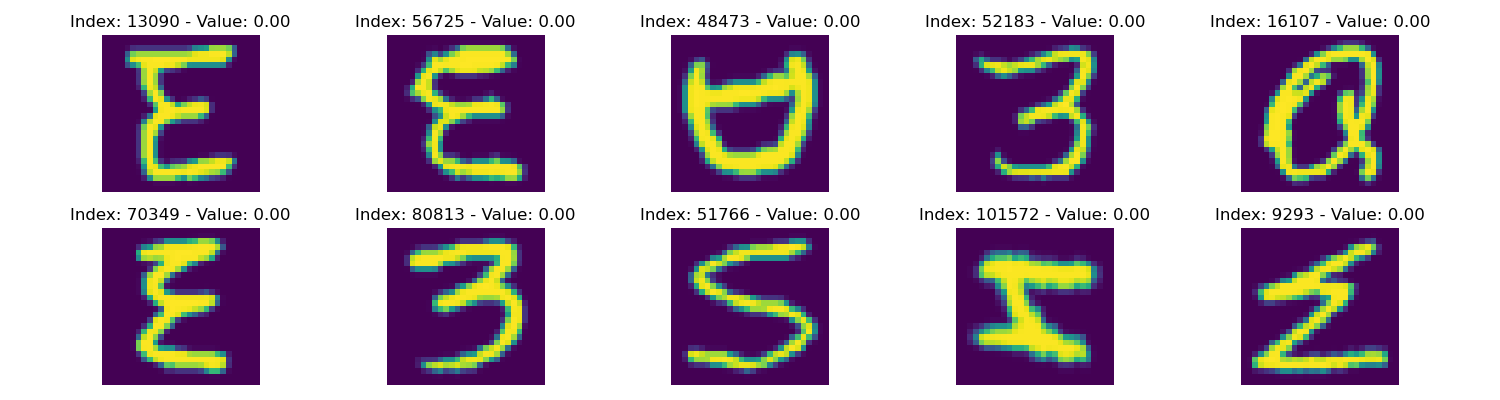 Index: 13090 - Value: 0.00 Index: 56725 - Value: 0.00 Index: 48473 - Value: 0.00 Index: 52183 - Value: 0.00 Index: 16107 - Value: 0.00
E E 3 Q
Index: 70349 - Value: 0.00 Index: 80813 - Value: 0.00 Index: 51766 - Value: 0.00 Index: 101572 - Value: 0.00 Index: 9293 - Value: 0.00
E 3 S I